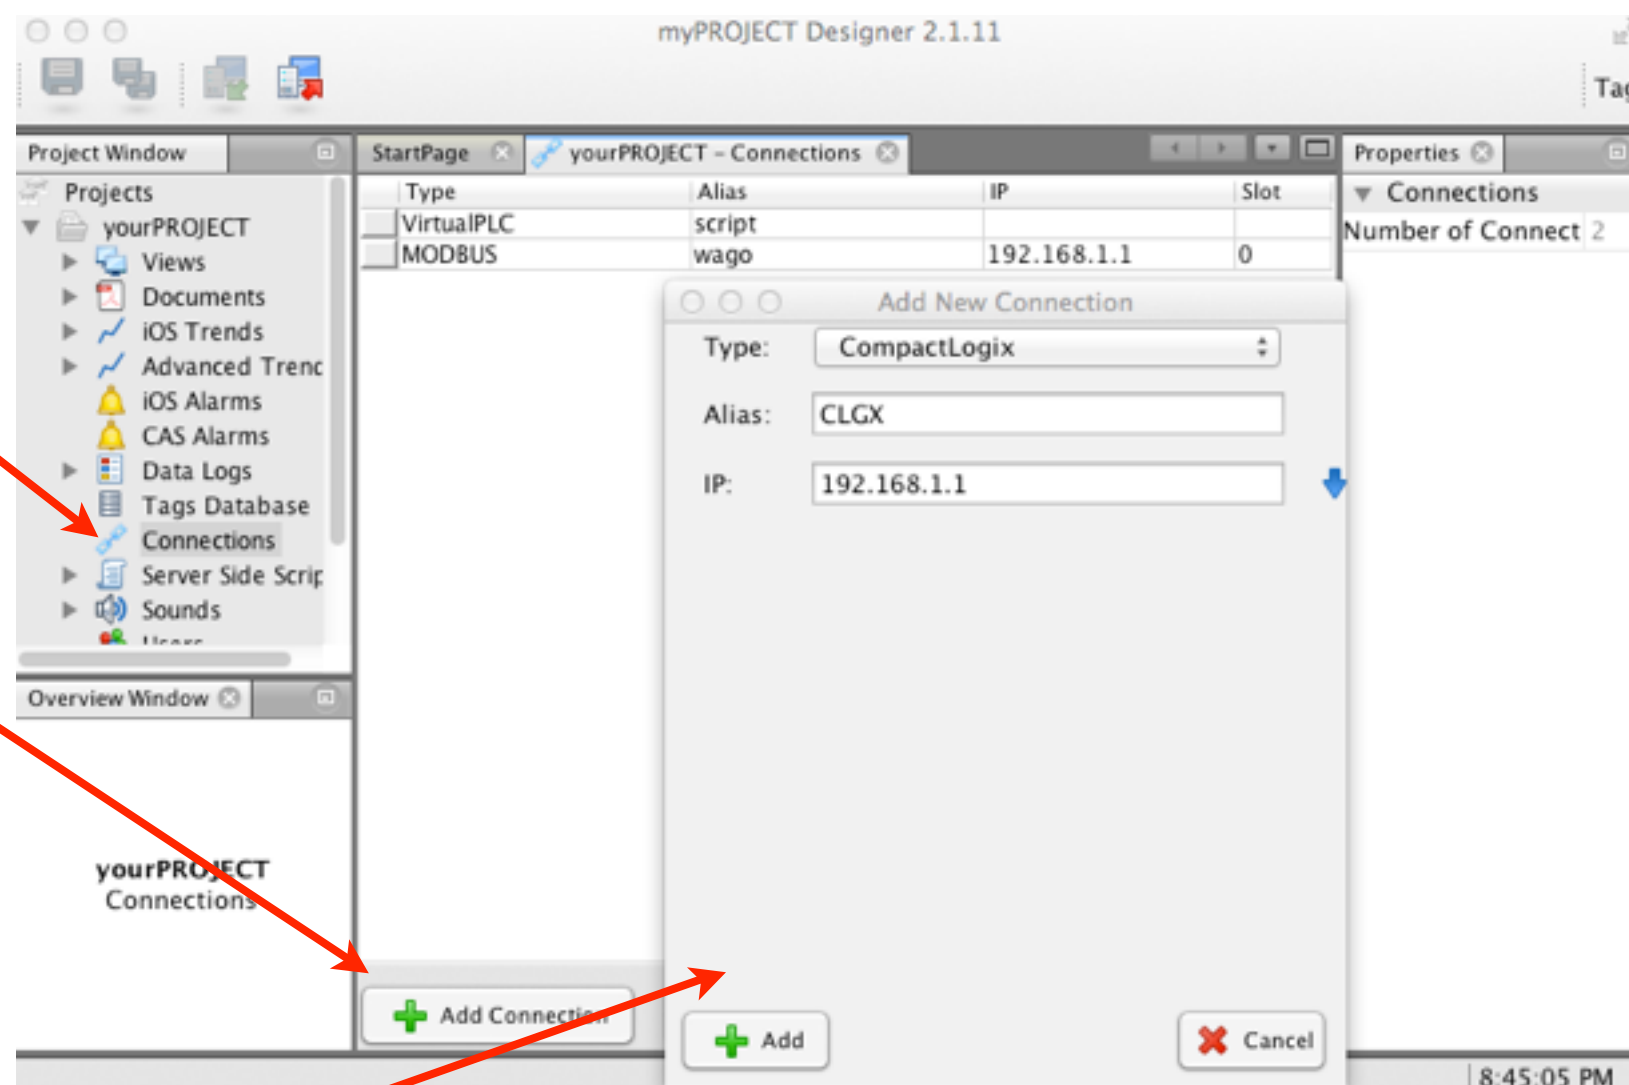 myPROJECT Designer 2.1.11
Project Window
StartPage
yourPROJECT – Connections
Properties
Projects
yourPROJECT
Views
Documents
iOS Trends
Advanced
iOS Alarms
CAS Alarms
Data Logs
Tags Database
Connections
Server Side
Sounds
Users
Type Alias IP Slot
VirtualPLC script
MODBUS wago 192.168.1.1 0
Connections
Number of Connect 2
Add New Connection
Type: CompactLogix
Alias: CLGX
IP: 192.168.1.1
Add
Cancel
Overview Window
yourPROJECT
Connections
Add Connection
8:45:05 PM